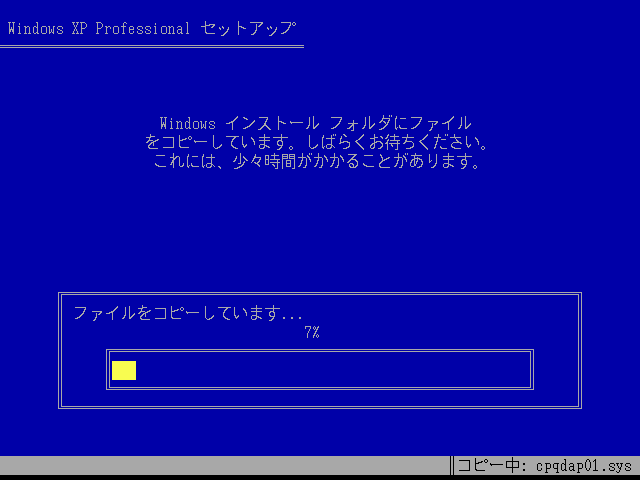 Windows XP Professional セットアップ
Windows インストール フォルダにファイル
をコピーしています。しばらくお待ちください。
これには、少々時間がかかることがあります。
ファイルをコピーしています...
7%
コピー中: cpqdap01.sys